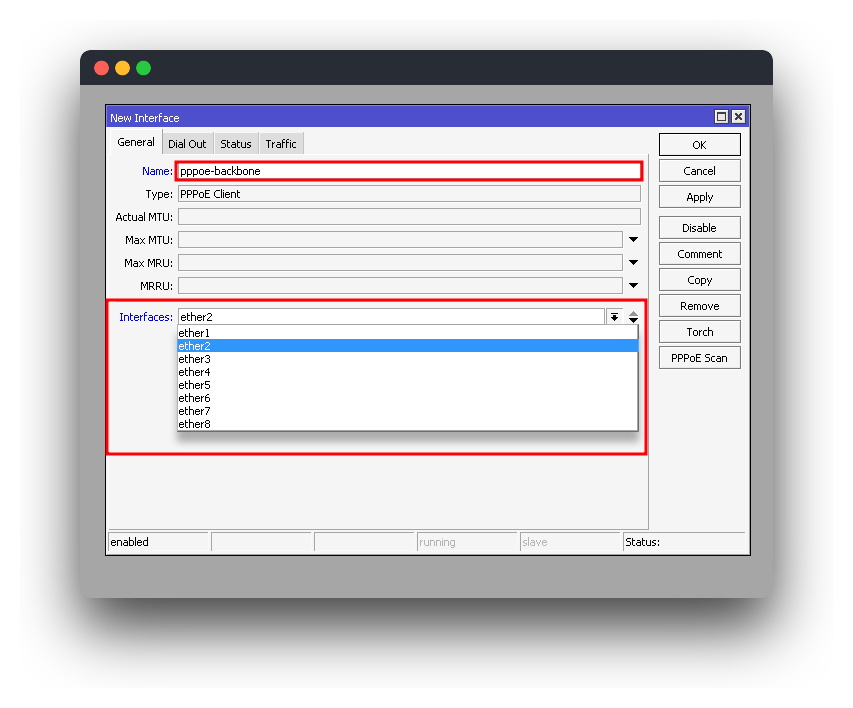 New Interface
General Dial Out Status Traffic
Name: pppoe-backbone
Type: PPPoE Client
Actual MTU:
Max MTU:
Max MRU:
MRRU:
Interfaces: ether2
ether1
ether2
ether3
ether4
ether5
ether6
ether7
ether8
OK
Cancel
Apply
Disable
Comment
Copy
Remove
Torch
PPPoE Scan
enabled running slave Status: